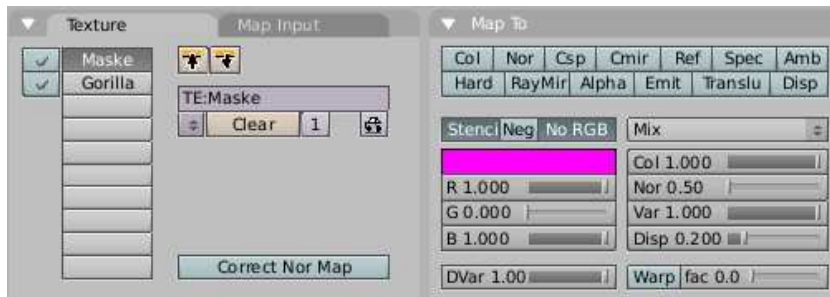 Texture Map Input
Maske
Gorilla
TE:Maske
Clear 1
Correct Nor Map
Map To
Col Nor Csp Cmir Ref Spec Amb
Hard RayMir Alpha Emit Translu Disp
Stenci Neg No RGB Mix
Col 1.000
R 1.000 Nor 0.50
G 0.000 Var 1.000
B 1.000 Disp 0.200
DVar 1.00 Warp fac 0.0